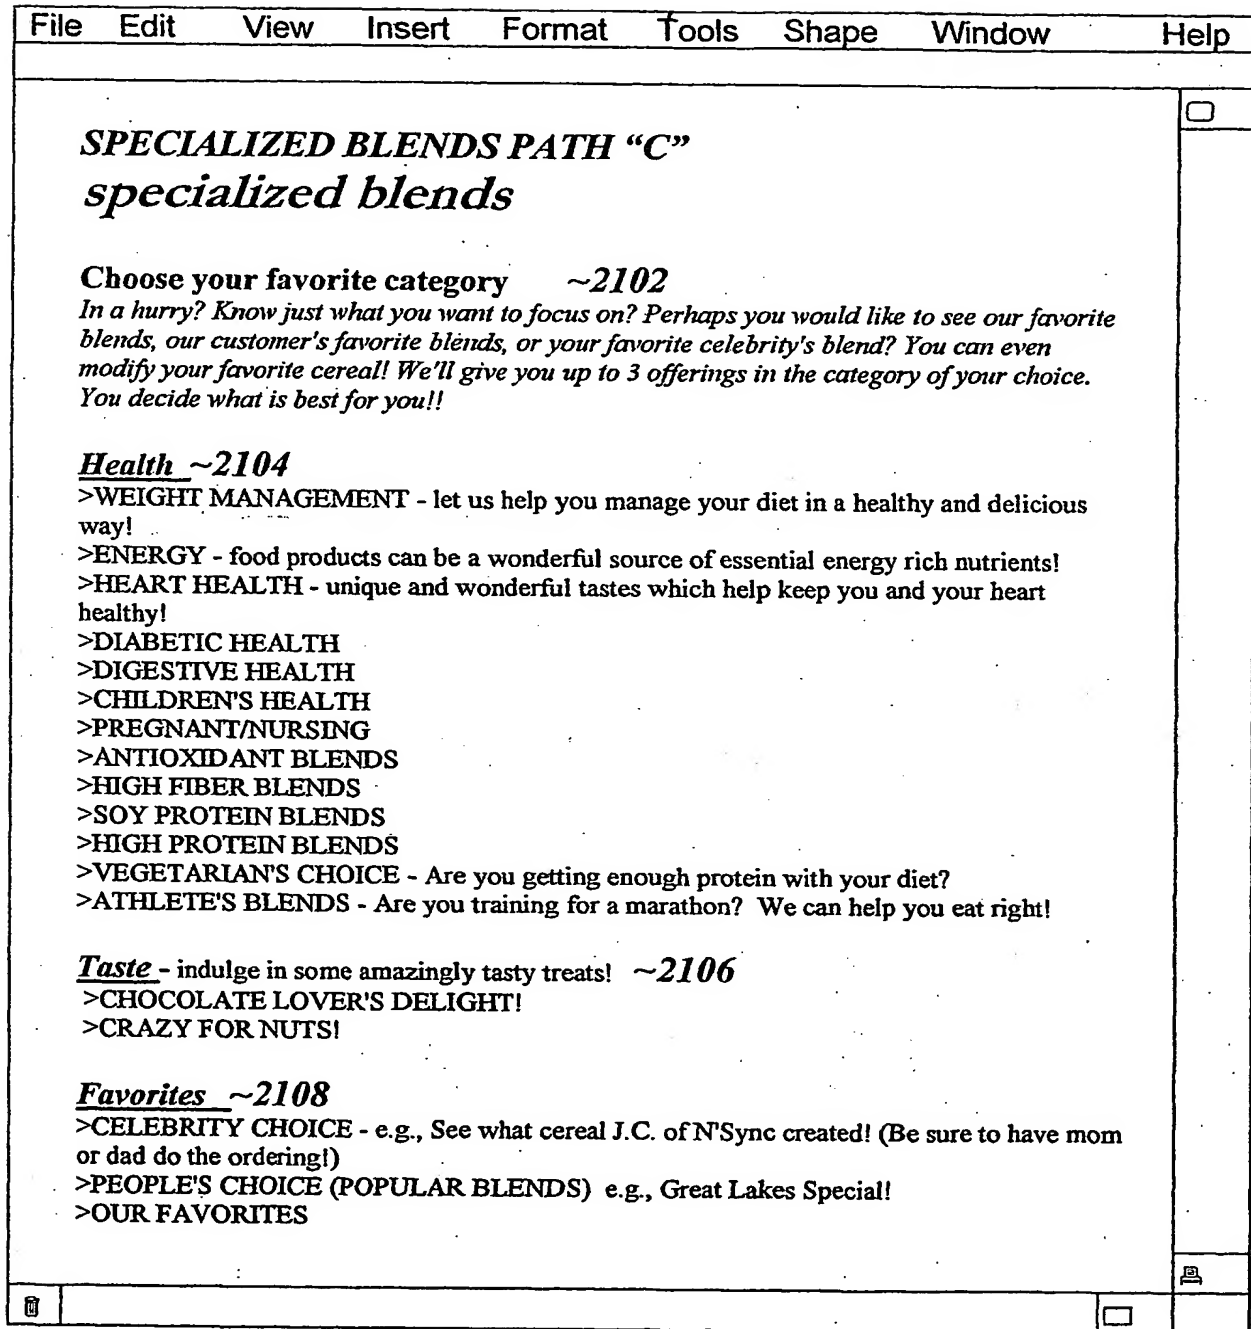 File Edit View Insert Format Tools Shape Window Help
SPECIALIZED BLENDS PATH “C”
specialized blends
Choose your favorite category ~2102
In a hurry? Know just what you want to focus on? Perhaps you would like to see our favorite
blends, our customer's favorite blends, or your favorite celebrity's blend? You can even
modify your favorite cereal! We'll give you up to 3 offerings in the category of your choice.
You decide what is best for you!!
Health ~2104
>WEIGHT MANAGEMENT - let us help you manage your diet in a healthy and delicious
way!
>ENERGY - food products can be a wonderful source of essential energy rich nutrients!
>HEART HEALTH - unique and wonderful tastes which help keep you and your heart
healthy!
>DIABETIC HEALTH
>DIGESTIVE HEALTH
>CHILDREN'S HEALTH
>PREGNANT/NURSING
>ANTIOXIDANT BLENDS
>HIGH FIBER BLENDS
>SOY PROTEIN BLENDS
>HIGH PROTEIN BLENDS
>VEGETARIAN'S CHOICE - Are you getting enough protein with your diet?
>ATHLETE'S BLENDS - Are you training for a marathon? We can help you eat right!
Taste - indulge in some amazingly tasty treats! ~2106
>CHOCOLATE LOVER'S DELIGHT!
>CRAZY FOR NUTS!
Favorites ~2108
>CELEBRITY CHOICE - e.g., See what cereal J.C. of N'Sync created! (Be sure to have mom
or dad do the ordering!)
>PEOPLE'S CHOICE (POPULAR BLENDS) e.g., Great Lakes Special!
>OUR FAVORITES